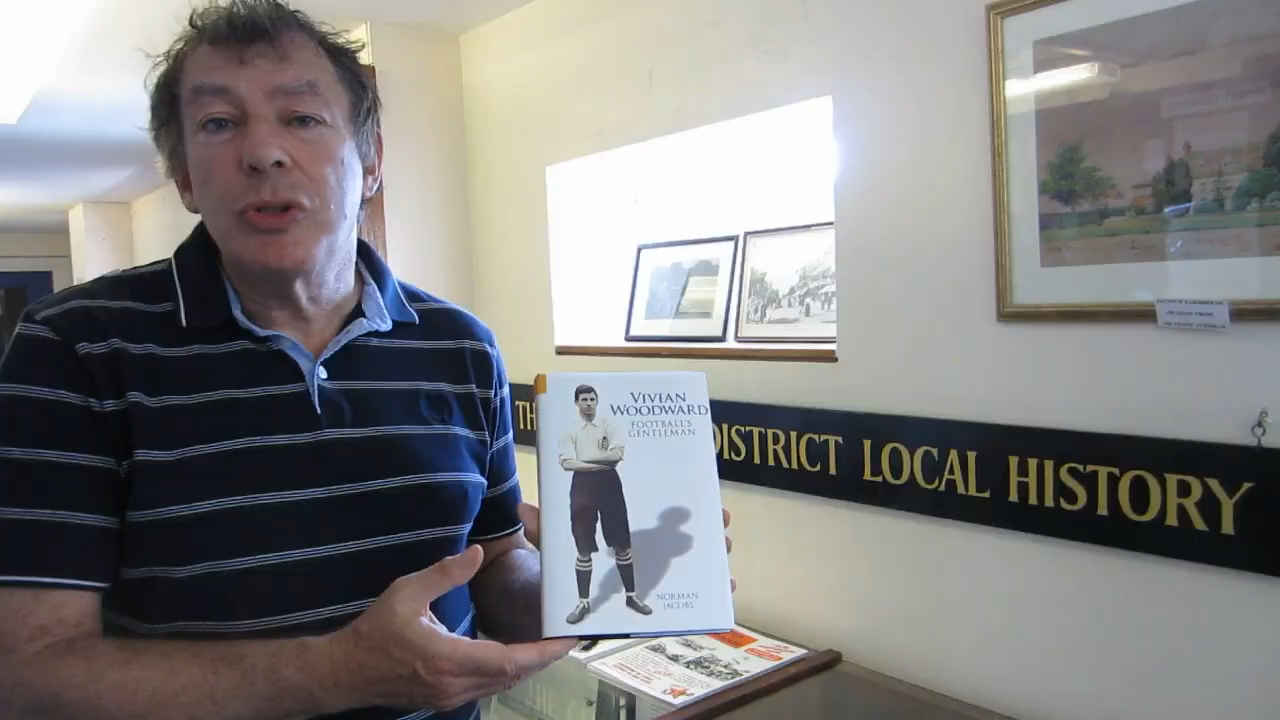 VIVIAN
WOODWARD
FOOTBALL'S
GENTLEMAN
NORMAN
JACOBS
TH
DISTRICT LOCAL HISTORY